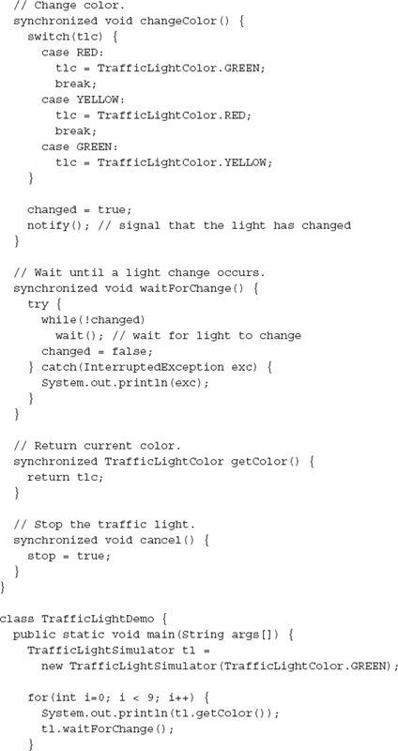 // Change color.
synchronized void changeColor() {
switch(tlc) {
case RED:
tlc = TrafficLightColor.GREEN;
break;
case YELLOW:
tlc = TrafficLightColor.RED;
break;
case GREEN:
tlc = TrafficLightColor.YELLOW;
}
changed = true;
notify(); // signal that the light has changed
}
// Wait until a light change occurs.
synchronized void waitForChange() {
try {
while(!changed)
wait(); // wait for light to change
changed = false;
} catch(InterruptedException exc) {
System.out.println(exc);
}
}
// Return current color.
synchronized TrafficLightColor getColor() {
return tlc;
}
// Stop the traffic light.
synchronized void cancel() {
stop = true;
}
}
class TrafficLightDemo {
public static void main(String args[]) {
TrafficLightSimulator tl =
new TrafficLightSimulator(TrafficLightColor.GREEN);
for(int i=0; i < 9; i++) {
System.out.println(tl.getColor());
tl.waitForChange();
}